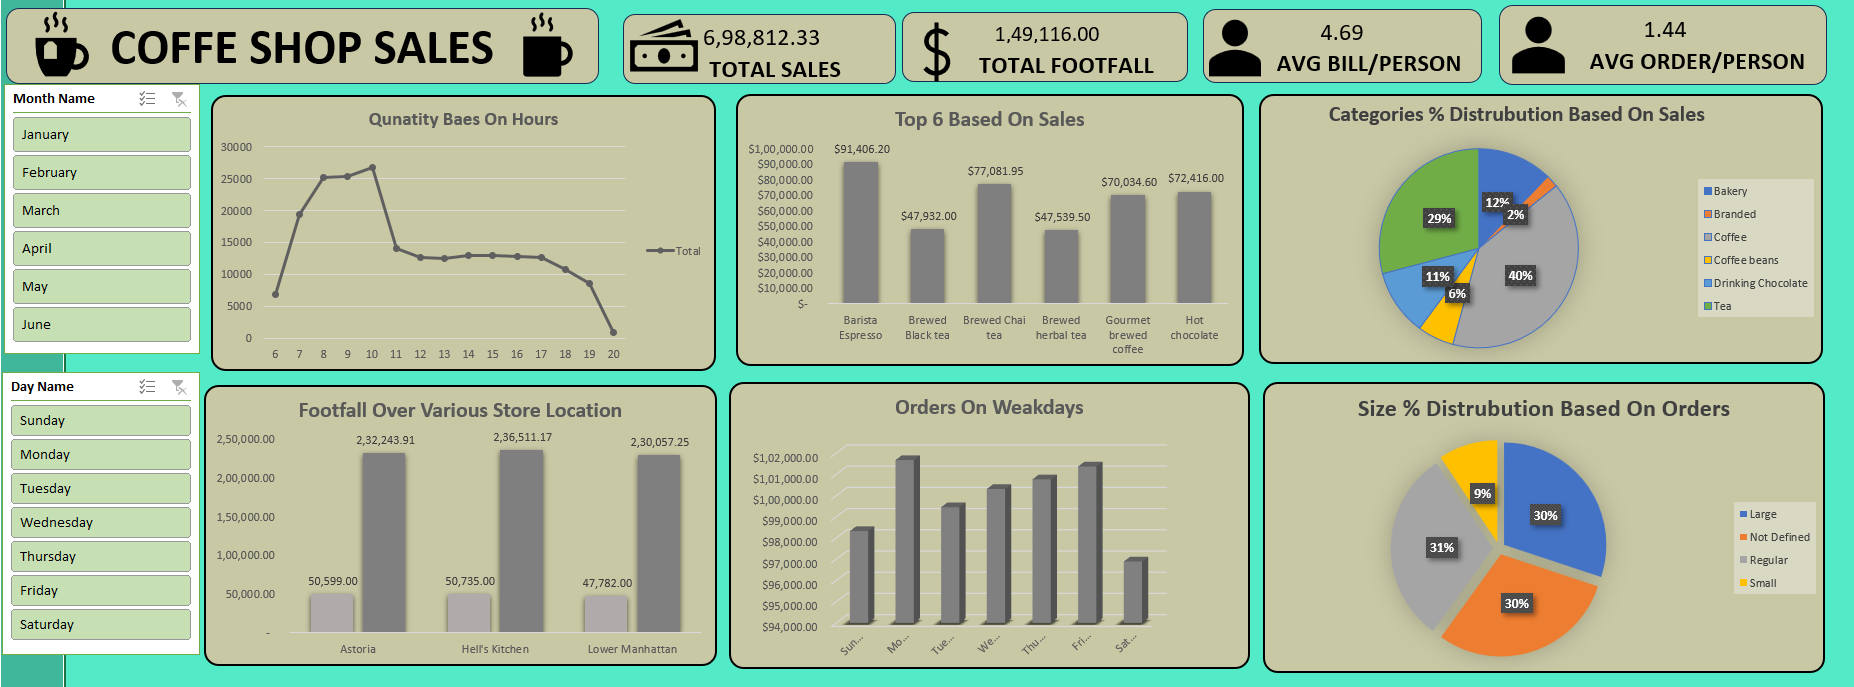 COFFE SHOP SALES
6,98,812.33
TOTAL SALES
1,49,116.00
TOTAL FOOTFALL
4.69
AVG BILL/PERSON
1.44
AVG ORDER/PERSON
Month Name
January
February
March
April
May
June
Day Name
Sunday
Monday
Tuesday
Wednesday
Thursday
Friday
Saturday
Qunatity Baes On Hours
30000
25000
20000
15000
10000
5000
0
6 7 8 9 10 11 12 13 14 15 16 17 18 19 20
Total
Top 6 Based On Sales
$1,00,000.00
$90,000.00
$80,000.00
$70,000.00
$60,000.00
$50,000.00
$40,000.00
$30,000.00
$20,000.00
$10,000.00
$-
$91,406.20
$47,932.00
$77,081.95
$47,539.50
$70,034.60
$72,416.00
Barista
Espresso
Brewed
Black tea
Brewed Chai
tea
Brewed
herbal tea
Gourmet
brewed
coffee
Hot
chocolate
Categories % Distrubution Based On Sales
12%
2%
40%
6%
11%
29%
Bakery
Branded
Coffee
Coffee beans
Drinking Chocolate
Tea
Footfall Over Various Store Location
2,50,000.00
2,00,000.00
1,50,000.00
1,00,000.00
50,000.00
-
50,599.00
2,32,243.91
50,735.00
2,36,511.17
47,782.00
2,30,057.25
Astoria
Hell's Kitchen
Lower Manhattan
Orders On Weakdays
$1,02,000.00
$1,01,000.00
$1,00,000.00
$99,000.00
$98,000.00
$97,000.00
$96,000.00
$95,000.00
$94,000.00
Sun...
Mo...
Tue...
We...
Thu...
Fri...
Sat...
Size % Distrubution Based On Orders
30%
30%
31%
9%
Large
Not Defined
Regular
Small